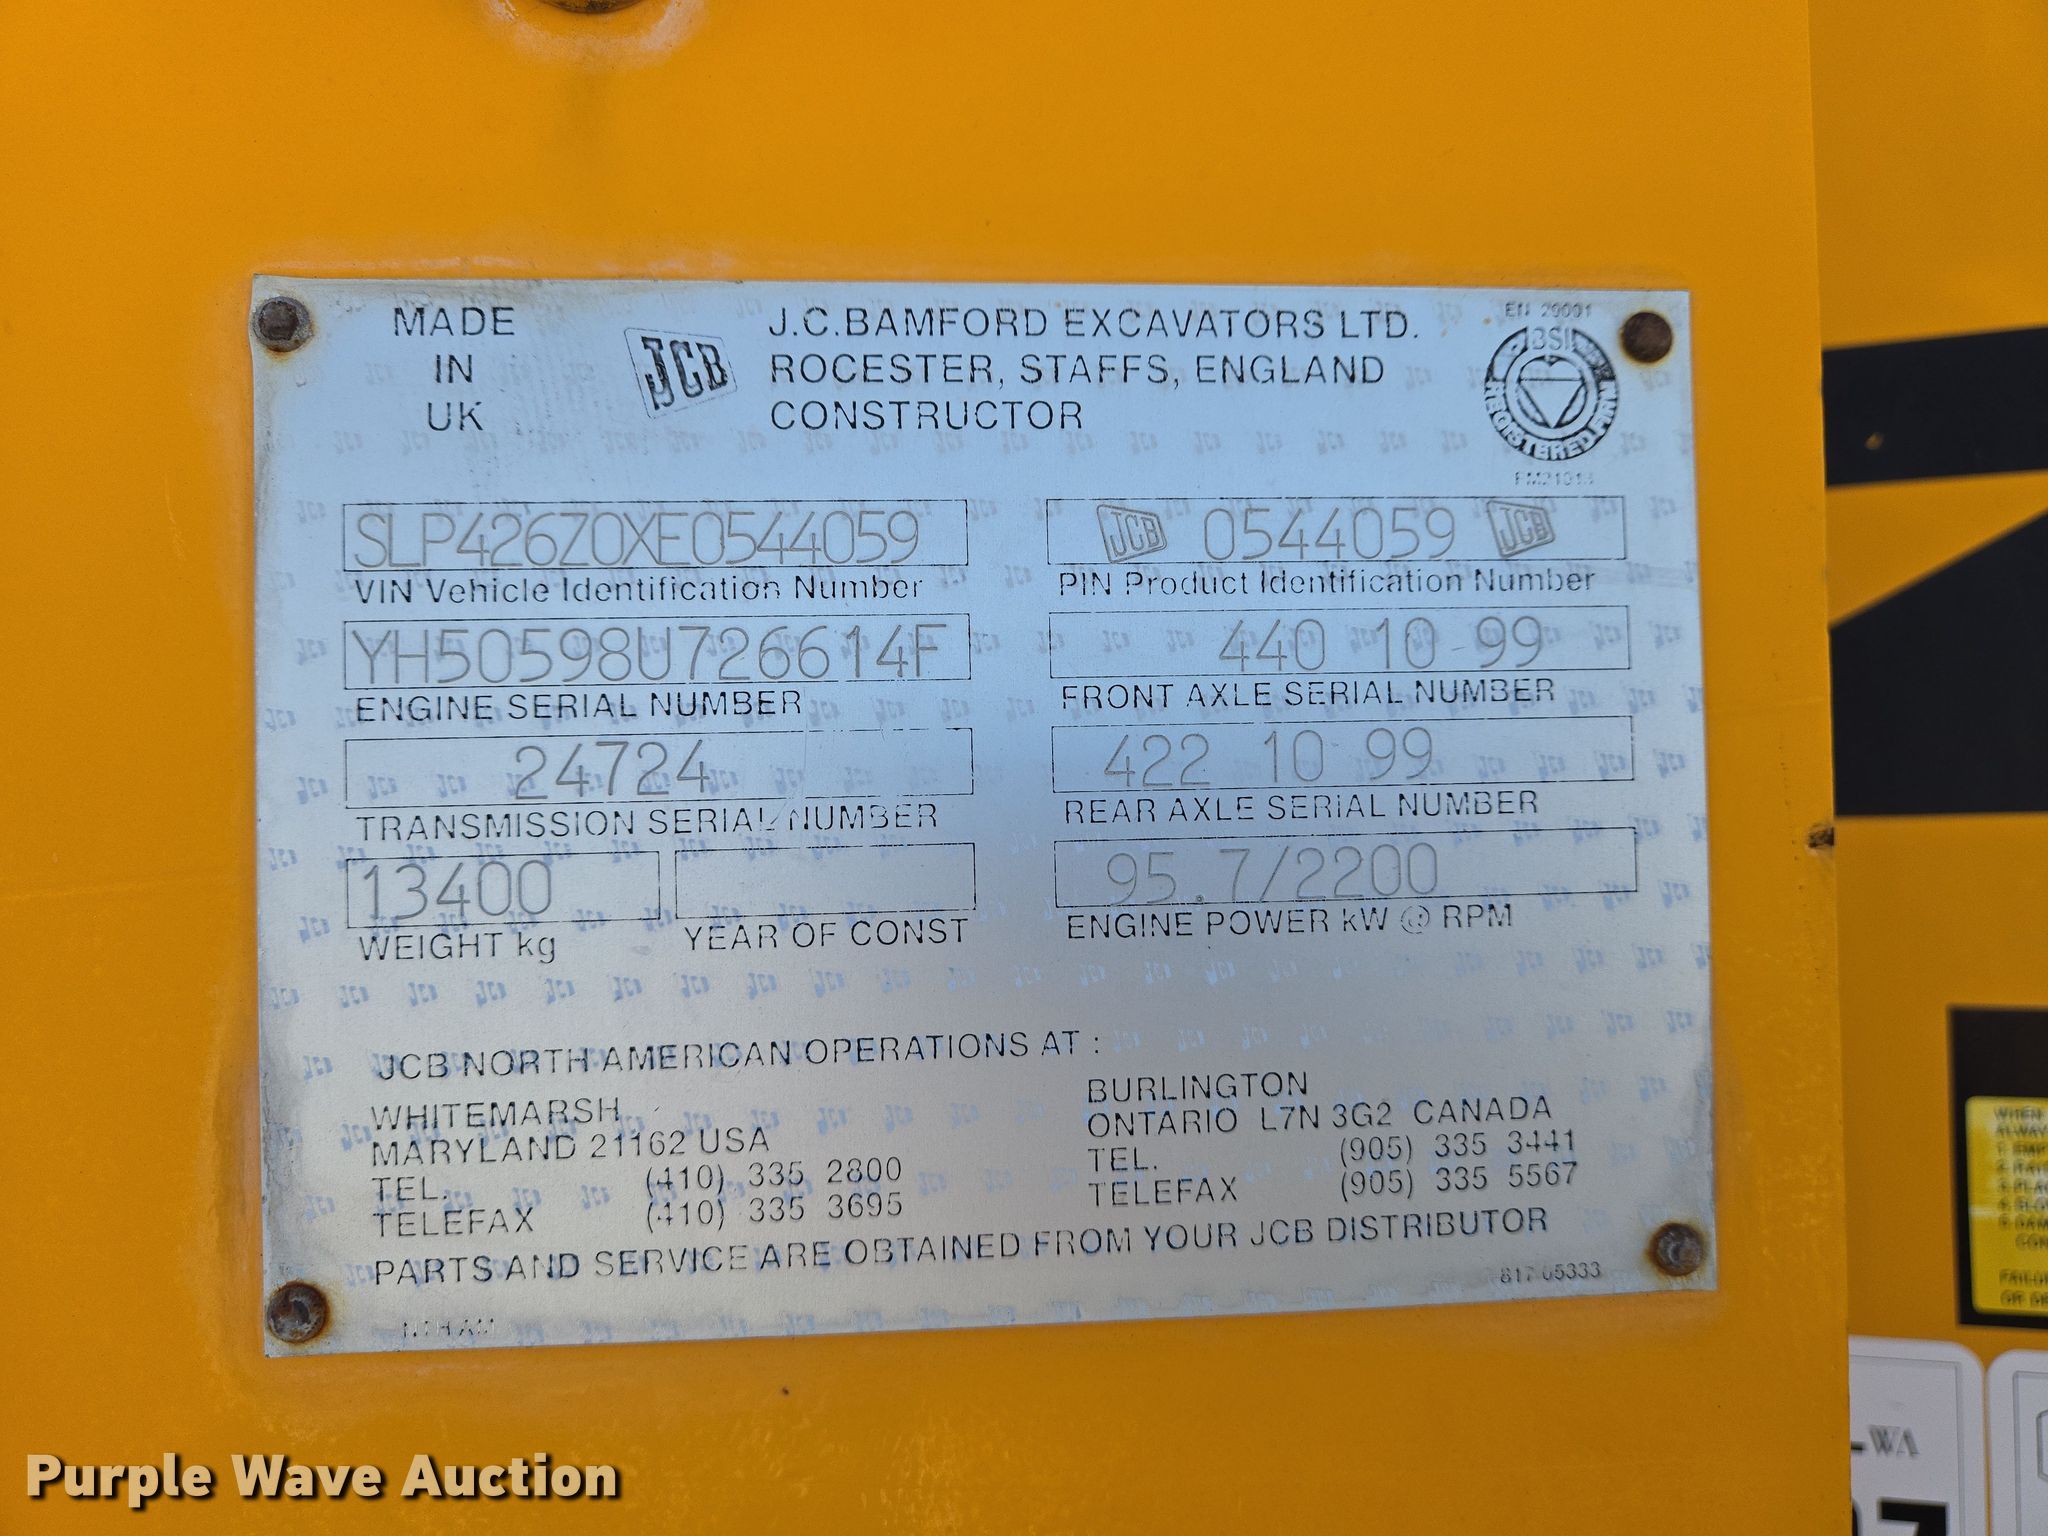 MADE
IN
UK
JCB
J.C.BAMFORD EXCAVATORS LTD.
ROCESTER, STAFFS, ENGLAND
CONSTRUCTOR
EN 29001
BSI
REGISTERED FIRM
SLP426Z0XE0544059
VIN Vehicle Identification Number
JCB 0544059 JCB
PIN Product Identification Number
YH50598U726614F
ENGINE SERIAL NUMBER
440 10 99
FRONT AXLE SERIAL NUMBER
24724
TRANSMISSION SERIAL NUMBER
422 10 99
REAR AXLE SERIAL NUMBER
13400
WEIGHT kg
YEAR OF CONST
95.7/2200
ENGINE POWER kW @ RPM
JCB NORTH AMERICAN OPERATIONS AT :
WHITEMARSH
MARYLAND 21162 USA
TEL. (410) 335 2800
TELEFAX (410) 335 3695
BURLINGTON
ONTARIO L7N 3G2 CANADA
TEL. (905) 335 3441
TELEFAX (905) 335 5567
PARTS AND SERVICE ARE OBTAINED FROM YOUR JCB DISTRIBUTOR
817 05333
NTH AM
WHEN
-WA
Purple Wave Auction